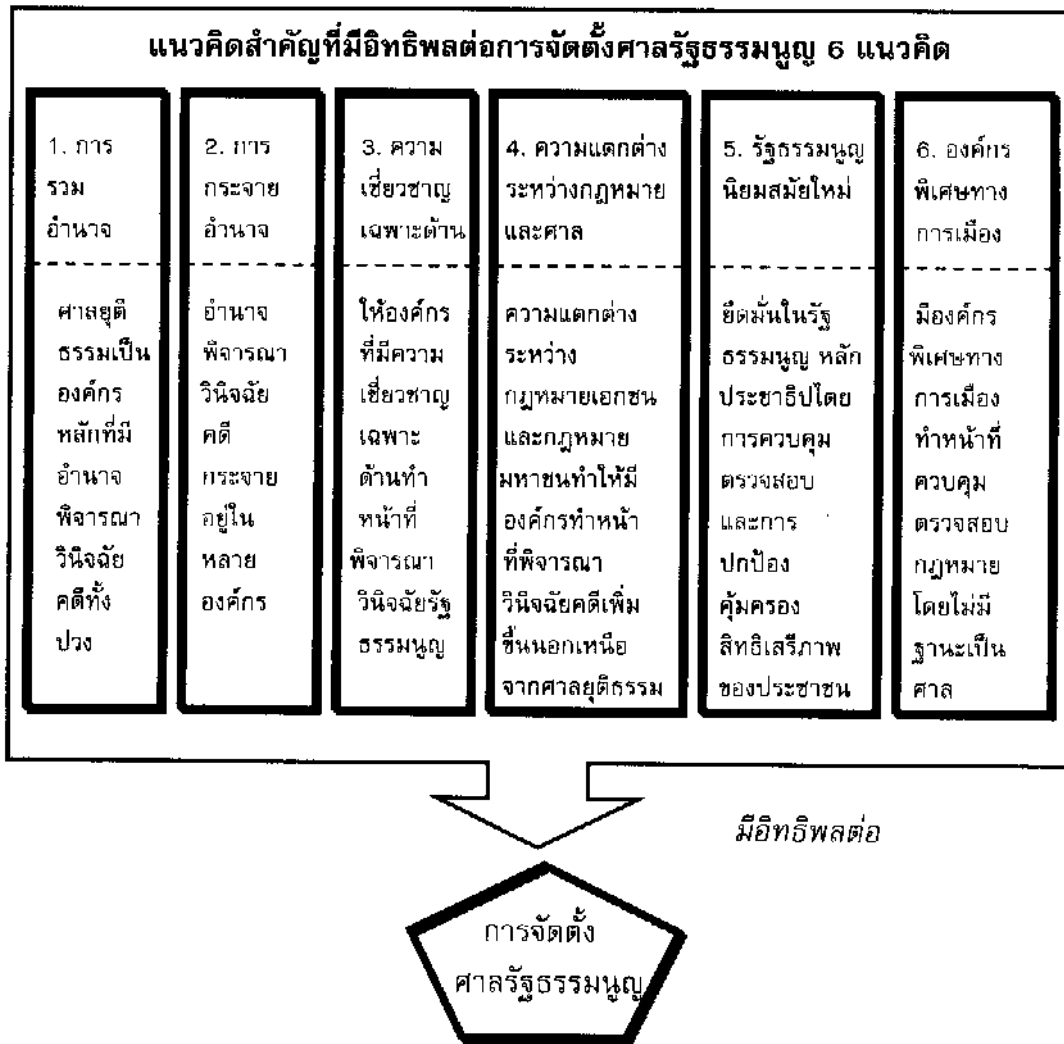 แนวคิดสำคัญที่มีอิทธิพลต่อการจัดตั้งศาลรัฐธรรมนูญ 6 แนวคิด
1. การ
รวม
อำนาจ
ศาลยุติ
ธรรมเป็น
องค์กร
หลักที่มี
อำนาจ
พิจารณา
วินิจฉัย
คดีทั้ง
ปวง
2. การ
กระจาย
อำนาจ
อำนาจ
พิจารณา
วินิจฉัย
คดี
กระจาย
อยู่ใน
หลาย
องค์กร
3. ความ
เชี่ยวชาญ
เฉพาะด้าน
ให้องค์กร
ที่มีความ
เชี่ยวชาญ
เฉพาะ
ด้านทำ
หน้าที่
พิจารณา
วินิจฉัยรัฐ
ธรรมนูญ
4. ความแตกต่าง
ระหว่างกฎหมาย
และศาล
ความแตกต่าง
ระหว่าง
กฎหมายเอกชน
และกฎหมาย
มหาชนทำให้มี
องค์กรทำหน้า
ที่พิจารณา
วินิจฉัยคดีเพิ่ม
ขึ้นนอกเหนือ
จากศาลยุติธรรม
5. รัฐธรรมนูญ
นิยมสมัยใหม่
ยึดมั่นในรัฐ
ธรรมนูญ หลัก
ประชาธิปไตย
การควบคุม
ตรวจสอบ
และการ
ปกป้อง
คุ้มครอง
สิทธิเสรีภาพ
ของประชาชน
6. องค์กร
พิเศษทาง
การเมือง
มีองค์กร
พิเศษทาง
การเมือง
ทำหน้าที่
ควบคุม
ตรวจสอบ
กฎหมาย
โดยไม่มี
ฐานะเป็น
ศาล
มีอิทธิพลต่อ
การจัดตั้ง
ศาลรัฐธรรมนูญ